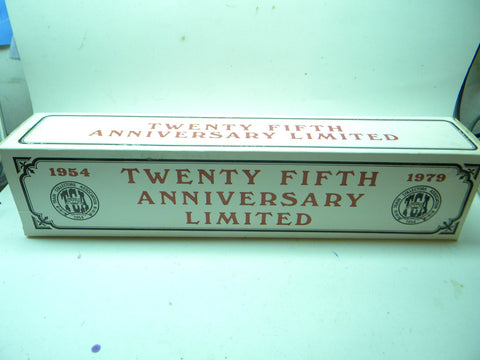 TWENTY FIFTH
ANNIVERSARY LIMITED
1954
TWENTY FIFTH
ANNIVERSARY
LIMITED
1979
TCA
TCA